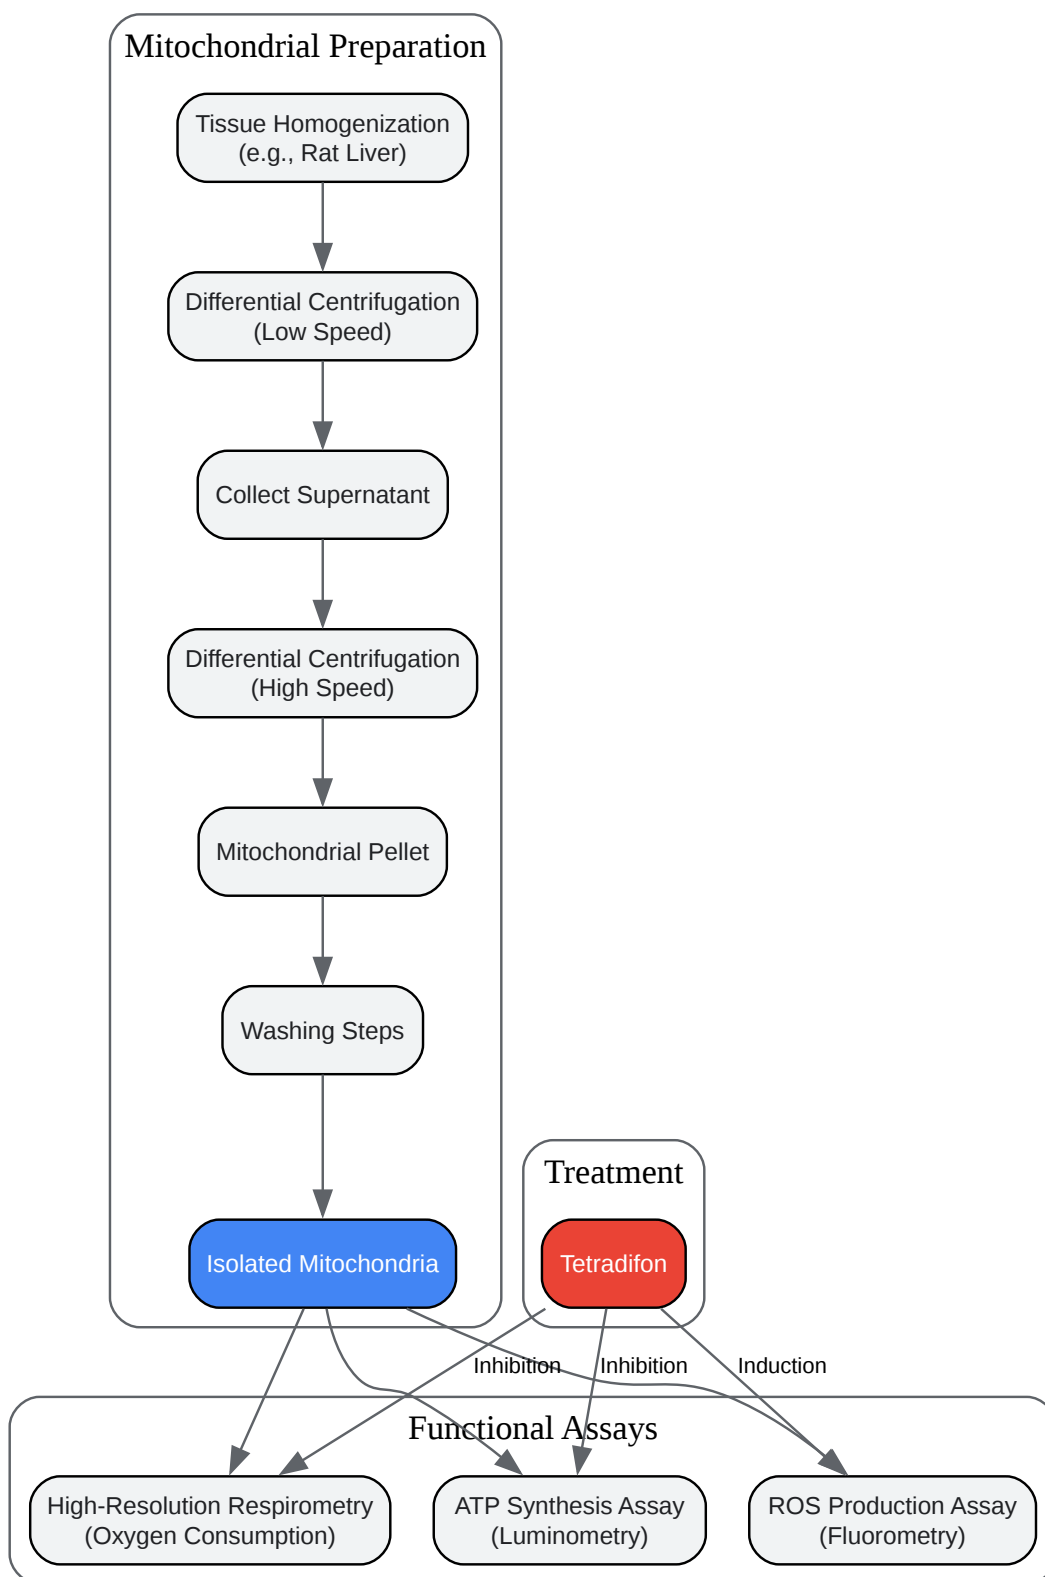 Mitochondrial Preparation
Tissue Homogenization
(e.g., Rat Liver)
Differential Centrifugation
(Low Speed)
Collect Supernatant
Differential Centrifugation
(High Speed)
Mitochondrial Pellet
Washing Steps
Isolated Mitochondria
Treatment
Tetradifon
Inhibition
Inhibition
Induction
Functional Assays
High-Resolution Respirometry
(Oxygen Consumption)
ATP Synthesis Assay
(Luminometry)
ROS Production Assay
(Fluorometry)